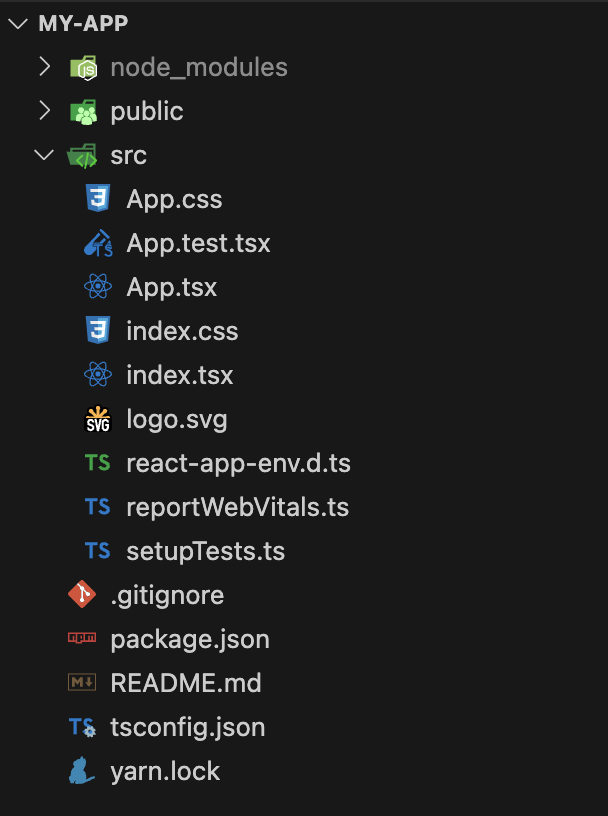 MY-APP
node_modules
public
src
App.css
App.test.tsx
App.tsx
index.css
index.tsx
logo.svg
react-app-env.d.ts
reportWebVitals.ts
setupTests.ts
.gitignore
package.json
README.md
tsconfig.json
yarn.lock